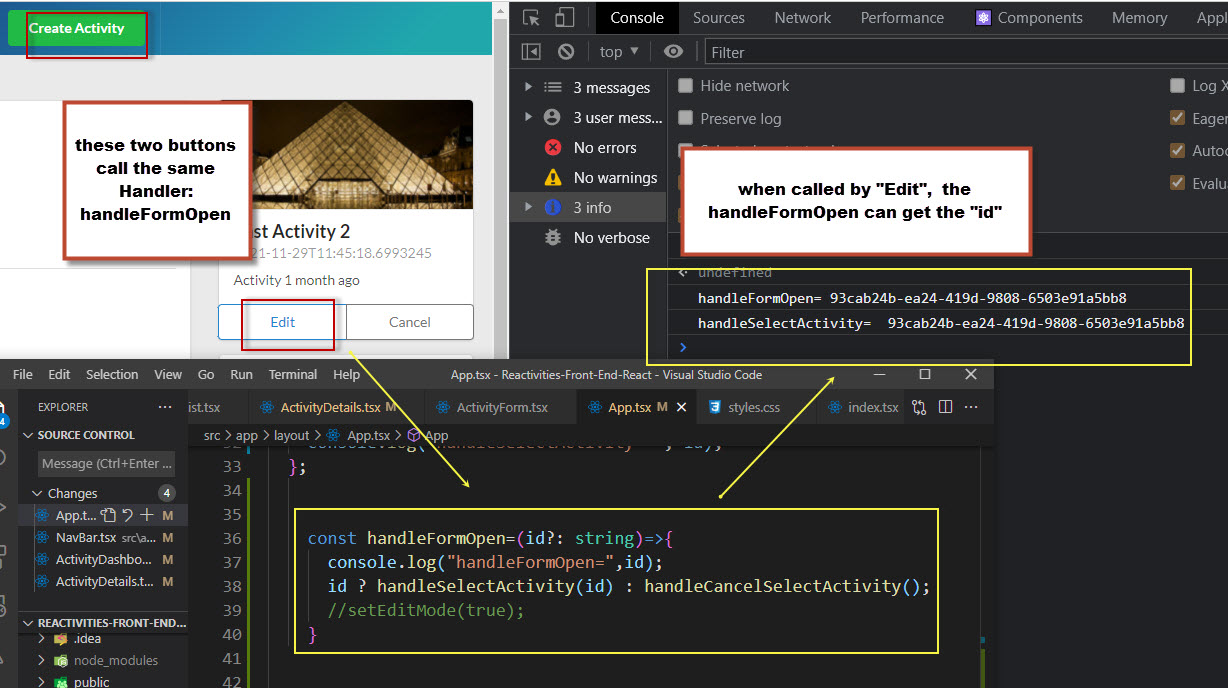 Create Activity
these two buttons
call the same
Handler:
handleFormOpen
st Activity 2
21-11-29T11:45:18.6993245
Activity 1 month ago
Edit
Cancel
Console
Sources
Network
Performance
Components
Memory
Appl
top
Filter
3 messages
3 user mess...
No errors
No warnings
3 info
No verbose
Hide network
Preserve log
Log X
Eager
Autoc
Evalua
when called by "Edit", the
handleFormOpen can get the "id"
undefined
handleFormOpen= 93cab24b-ea24-419d-9808-6503e91a5bb8
handleSelectActivity= 93cab24b-ea24-419d-9808-6503e91a5bb8
File Edit Selection View Go Run Terminal Help
App.tsx - Reactivities-Front-End-React - Visual Studio Code
EXPLORER
SOURCE CONTROL
Message (Ctrl+Enter ...
Changes 4
App.t... M
NavBar.tsx src\a... M
ActivityDashbo... M
ActivityDetails.t... M
REACTIVITIES-FRONT-END...
.idea
node_modules
public
4
ist.tsx
ActivityDetails.tsx M
ActivityForm.tsx
App.tsx M
styles.css
index.tsx
src > app > layout > App.tsx > App
33 };
34
35
36 const handleFormOpen=(id?: string)=>{
37 console.log("handleFormOpen=",id);
38 id ? handleSelectActivity(id) : handleCancelSelectActivity();
39 //setEditMode(true);
40 }
41
42